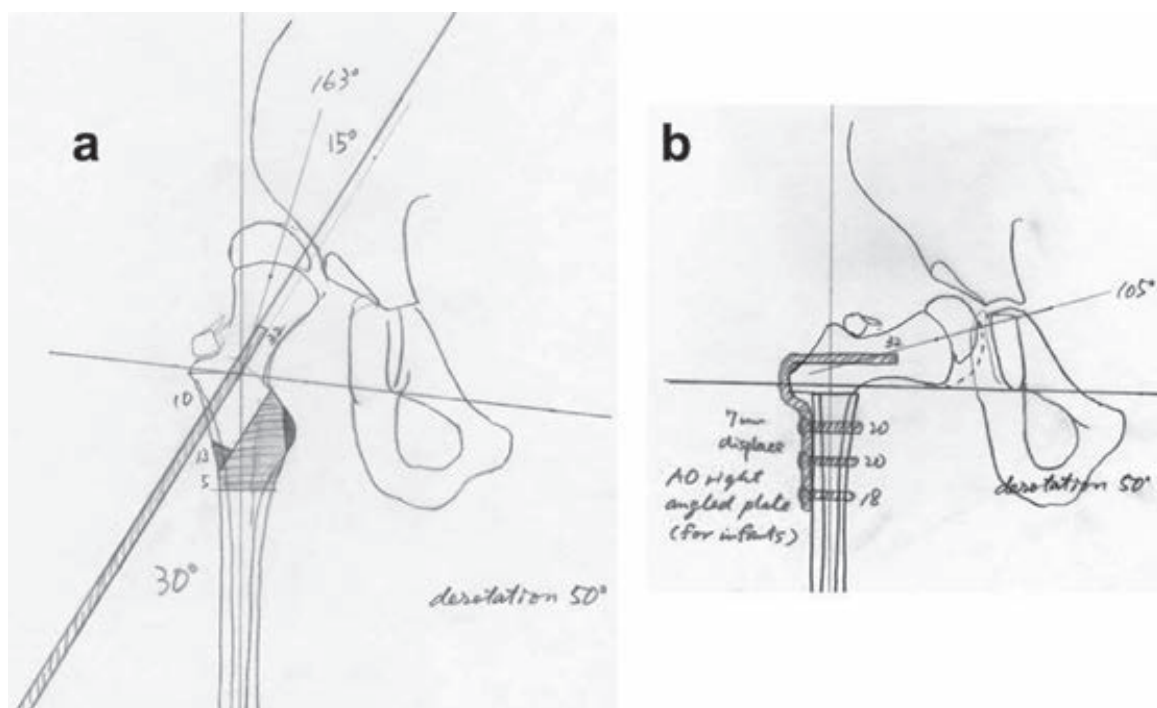 a
163°
15°
32
10
13
5
30°
derotation 50°
b
105°
32
7mm
displace
20
20
18
AO right
angled plate
(for infants)
derotation 50°